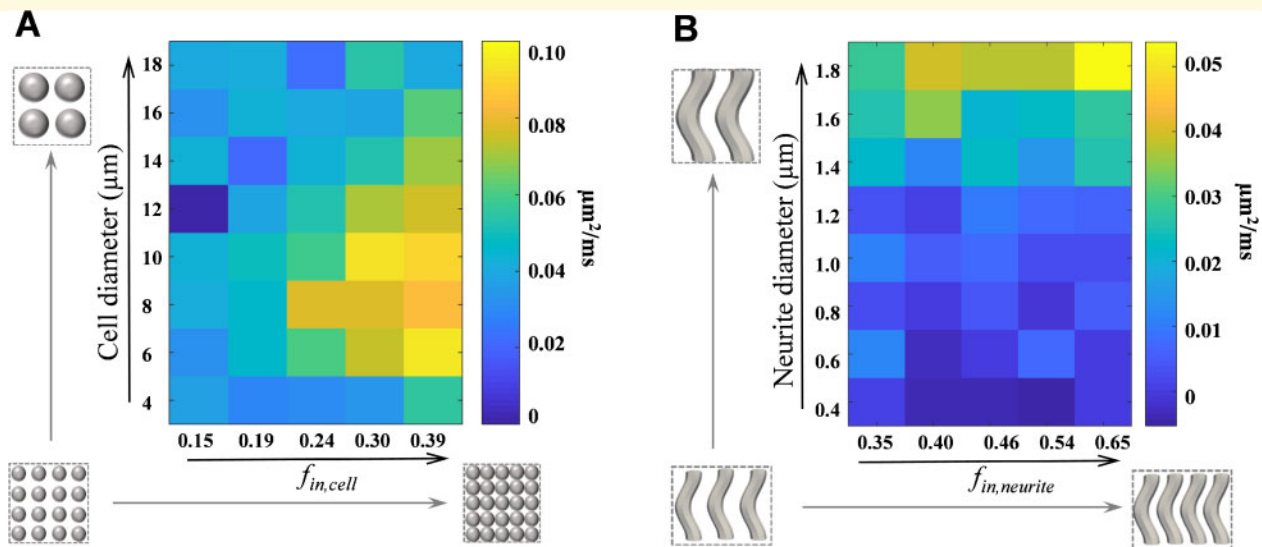 A
Cell diameter (μm)
18
16
14
12
10
8
6
4
0.15 0.19 0.24 0.30 0.39
f in,cell
0.10
0.08
0.06
0.04
0.02
0
μm²/ms
B
Neurite diameter (μm)
1.8
1.6
1.4
1.2
1.0
0.8
0.6
0.4
0.35 0.40 0.46 0.54 0.65
f in,neurite
0.05
0.04
0.03
0.02
0.01
0
μm²/ms